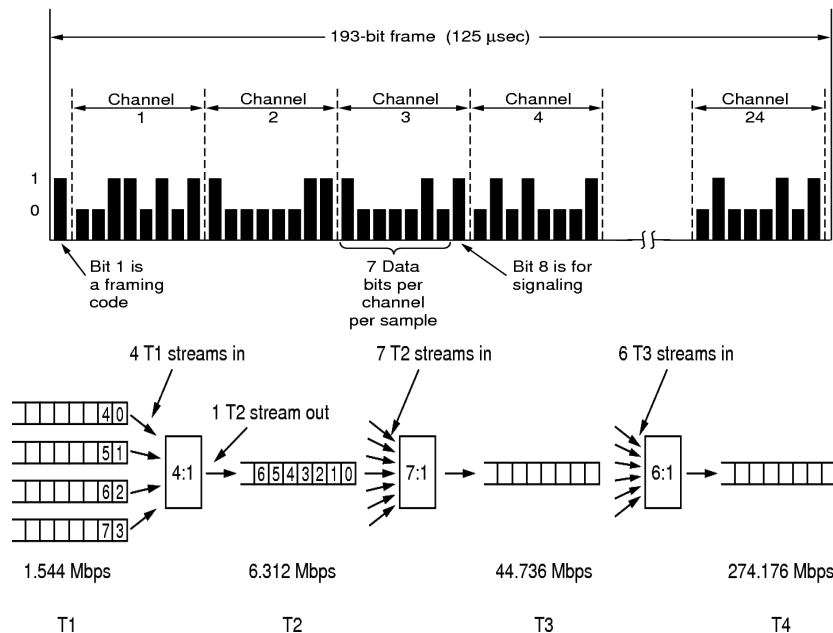 193-bit frame (125 μsec)
Channel 1
Channel 2
Channel 3
Channel 4
Channel 24
1
0
Bit 1 is
a framing
code
7 Data
bits per
channel
per sample
Bit 8 is for
signaling
4 T1 streams in
7 T2 streams in
6 T3 streams in
1 T2 stream out
4 0
5 1
6 2
7 3
4:1
6 5 4 3 2 1 0
7:1
6:1
1.544 Mbps
6.312 Mbps
44.736 Mbps
274.176 Mbps
T1
T2
T3
T4